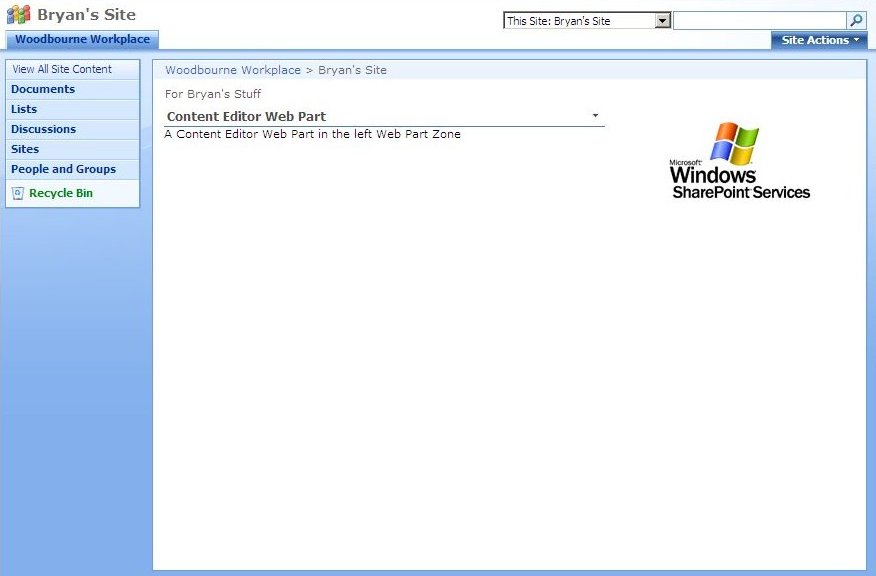 Bryan's Site
This Site: Bryan's Site
Woodbourne Workplace
Site Actions
View All Site Content
Documents
Lists
Discussions
Sites
People and Groups
Recycle Bin
Woodbourne Workplace > Bryan's Site
For Bryan's Stuff
Content Editor Web Part
A Content Editor Web Part in the left Web Part Zone
Microsoft
Windows
SharePoint Services